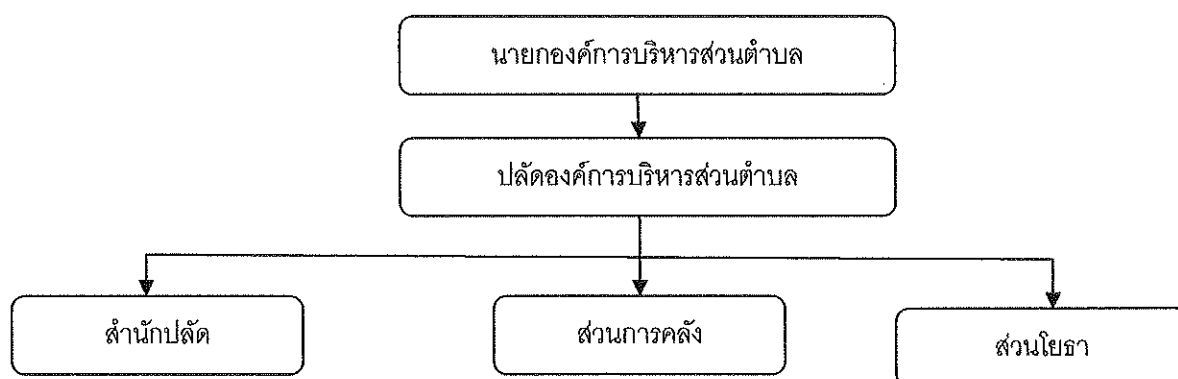 นายกองค์การบริหารส่วนตำบล
ปลัดองค์การบริหารส่วนตำบล
สำนักปลัด
ส่วนการคลัง
ส่วนโยธา